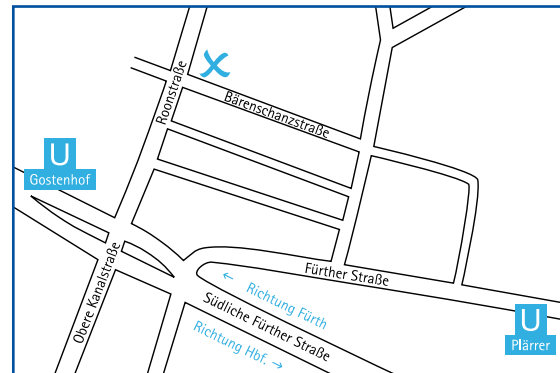 Roonstraße
Bärenschanzstraße
U
Gostenhof
Obere Kanalstraße
Fürther Straße
← Richtung Fürth
Südliche Fürther Straße
Richtung Hbf. →
U
Plärrer